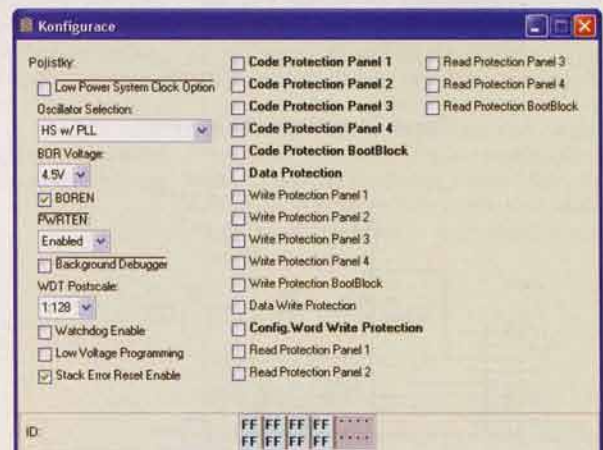 Konfigurace
Pojistky:
Low Power System Clock Option
Oscillator Selection:
HS w/ PLL
BOR Voltage:
4.5V
BOREN
PWRTEN:
Enabled
Background Debugger
WDT Postscale:
1:128
Watchdog Enable
Low Voltage Programming
Stack Error Reset Enable
Code Protection Panel 1
Code Protection Panel 2
Code Protection Panel 3
Code Protection Panel 4
Code Protection BootBlock
Data Protection
Write Protection Panel 1
Write Protection Panel 2
Write Protection Panel 3
Write Protection Panel 4
Write Protection BootBlock
Data Write Protection
Config.Word Write Protection
Read Protection Panel 1
Read Protection Panel 2
Read Protection Panel 3
Read Protection Panel 4
Read Protection BootBlock
ID:
FF FF FF FF ....
FF FF FF FF ....